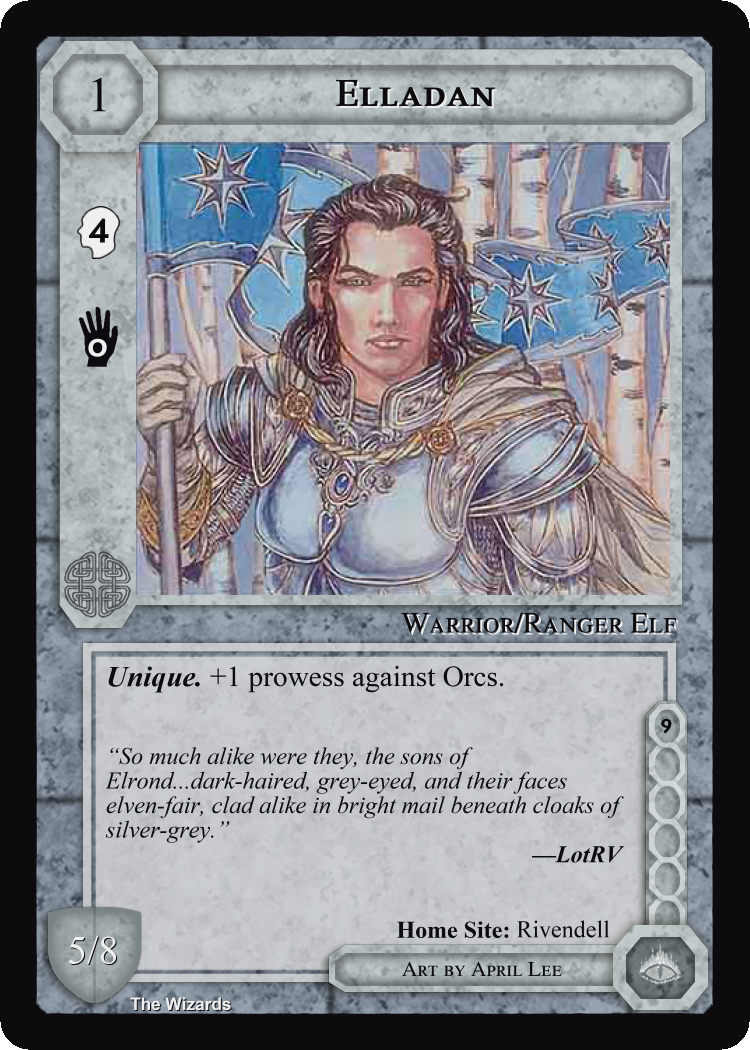 1
Elladan
4
0
Warrior/Ranger Elf
Unique. +1 prowess against Orcs.
“So much alike were they, the sons of
Elrond...dark-haired, grey-eyed, and their faces
elven-fair, clad alike in bright mail beneath cloaks of
silver-grey.”
—LotRV
9
Home Site: Rivendell
5/8
Art by April Lee
The Wizards